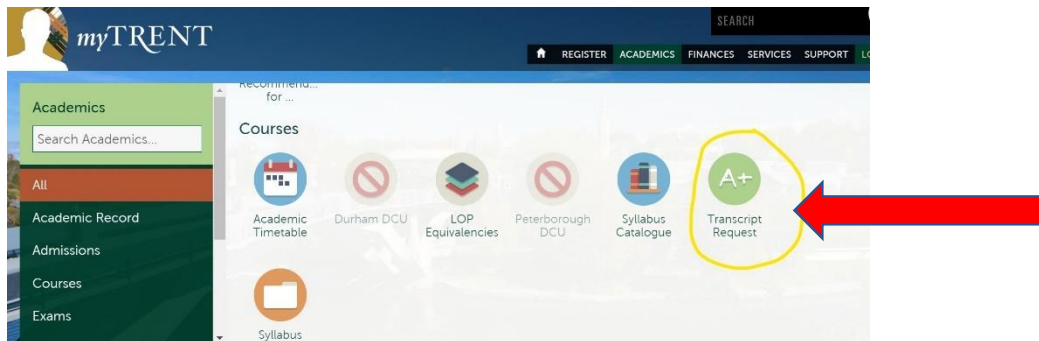 myTRENT
SEARCH
REGISTER ACADEMICS FINANCES SERVICES SUPPORT
Academics
Search Academics...
All
Academic Record
Admissions
Courses
Exams
for ...
Courses
Academic
Timetable
Durham DCU
LOP
Equivalencies
Peterborough
DCU
Syllabus
Catalogue
A+
Transcript
Request
Syllabus